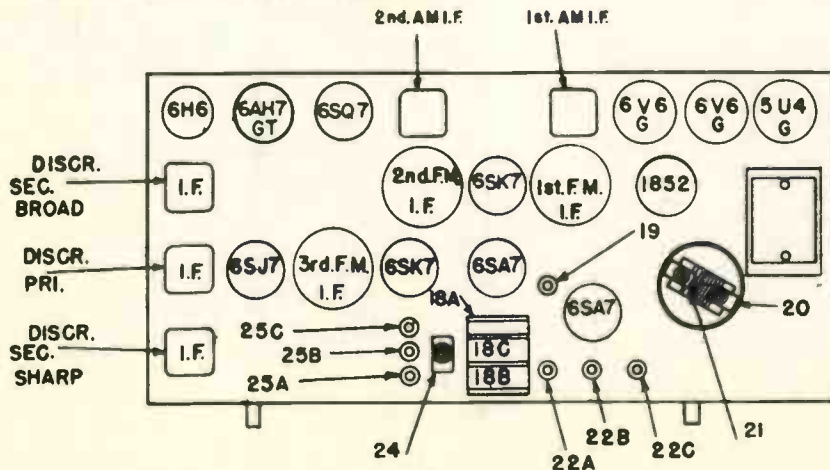 2nd. AM I.F. 1st. AM I.F.
6H6 6AH7 GT 6SQ7 6V6 G 6V6 G 5U4 G
DISCR. SEC. BROAD
I.F. 2nd. F.M. I.F. 6SK7 1st. F.M. I.F. 1852
19
DISCR. PRI.
I.F. 6SJ7 3rd. F.M. I.F. 6SK7 6SA7
18A 6SA7 20
DISCR. SEC. SHARP
I.F.
25C
25B 18C
25A 18B
24 22A 22B 22C 21